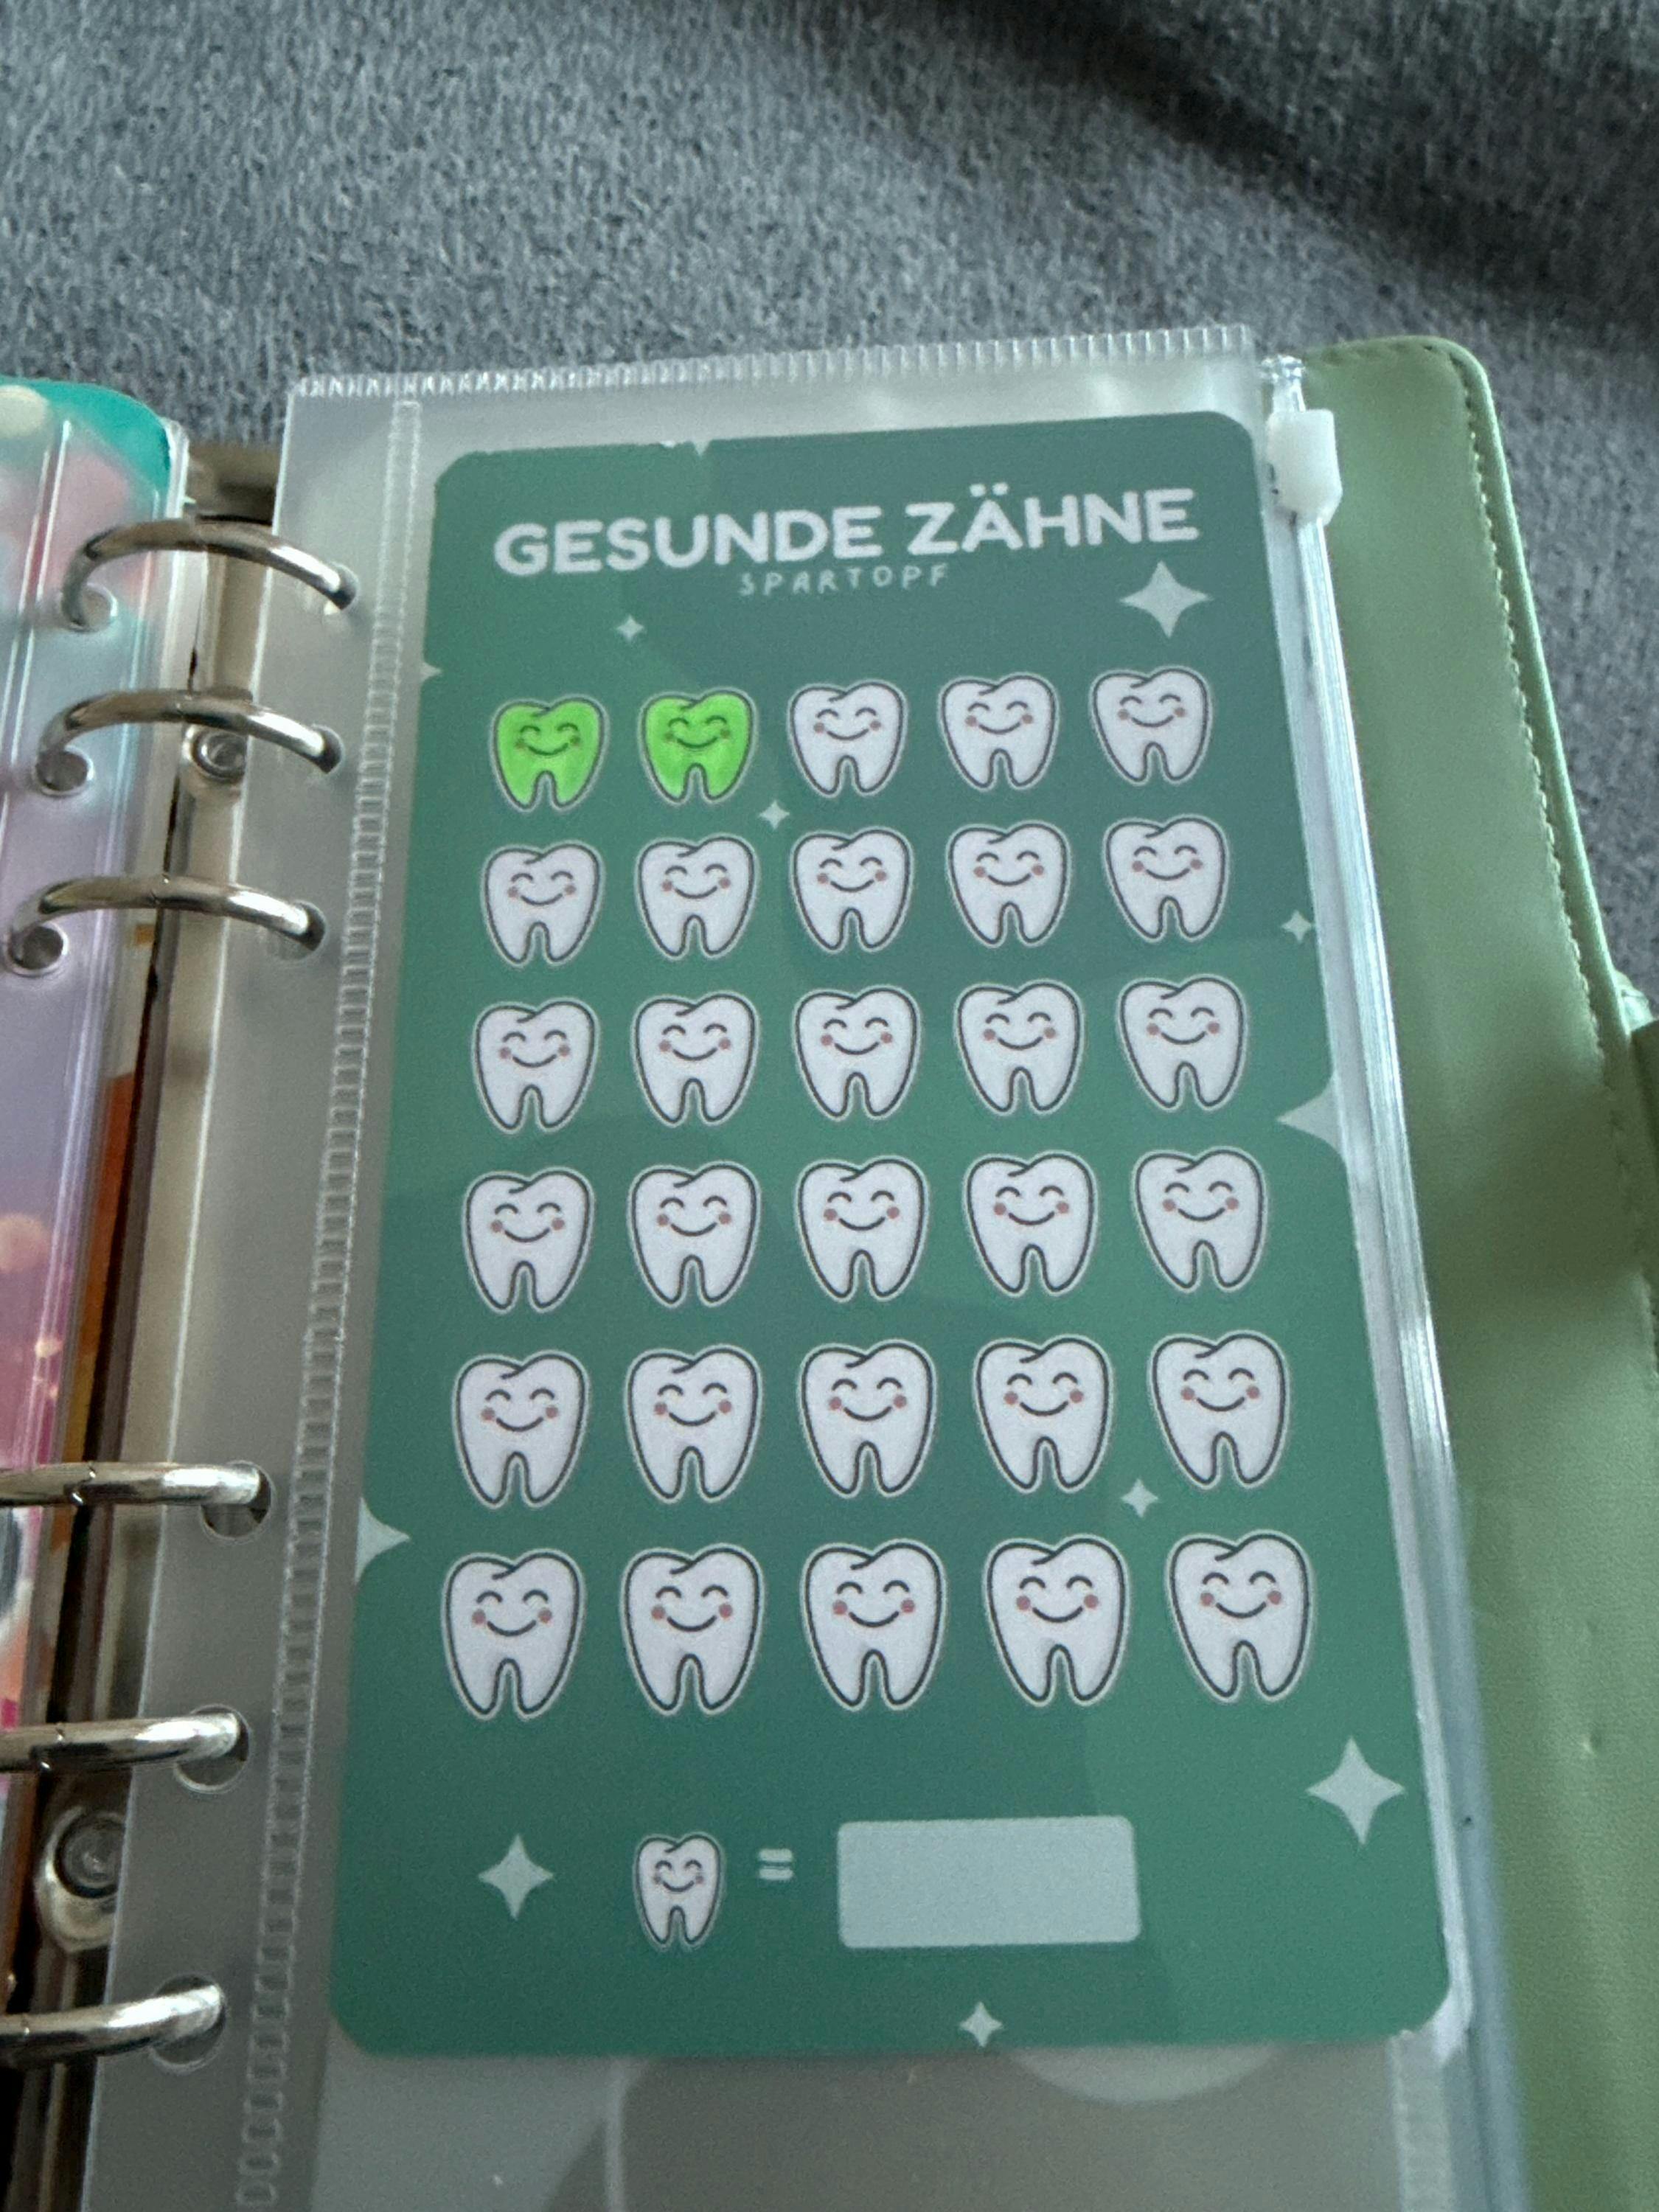 GESUNDE ZÄHNE
SPARTOPF
=